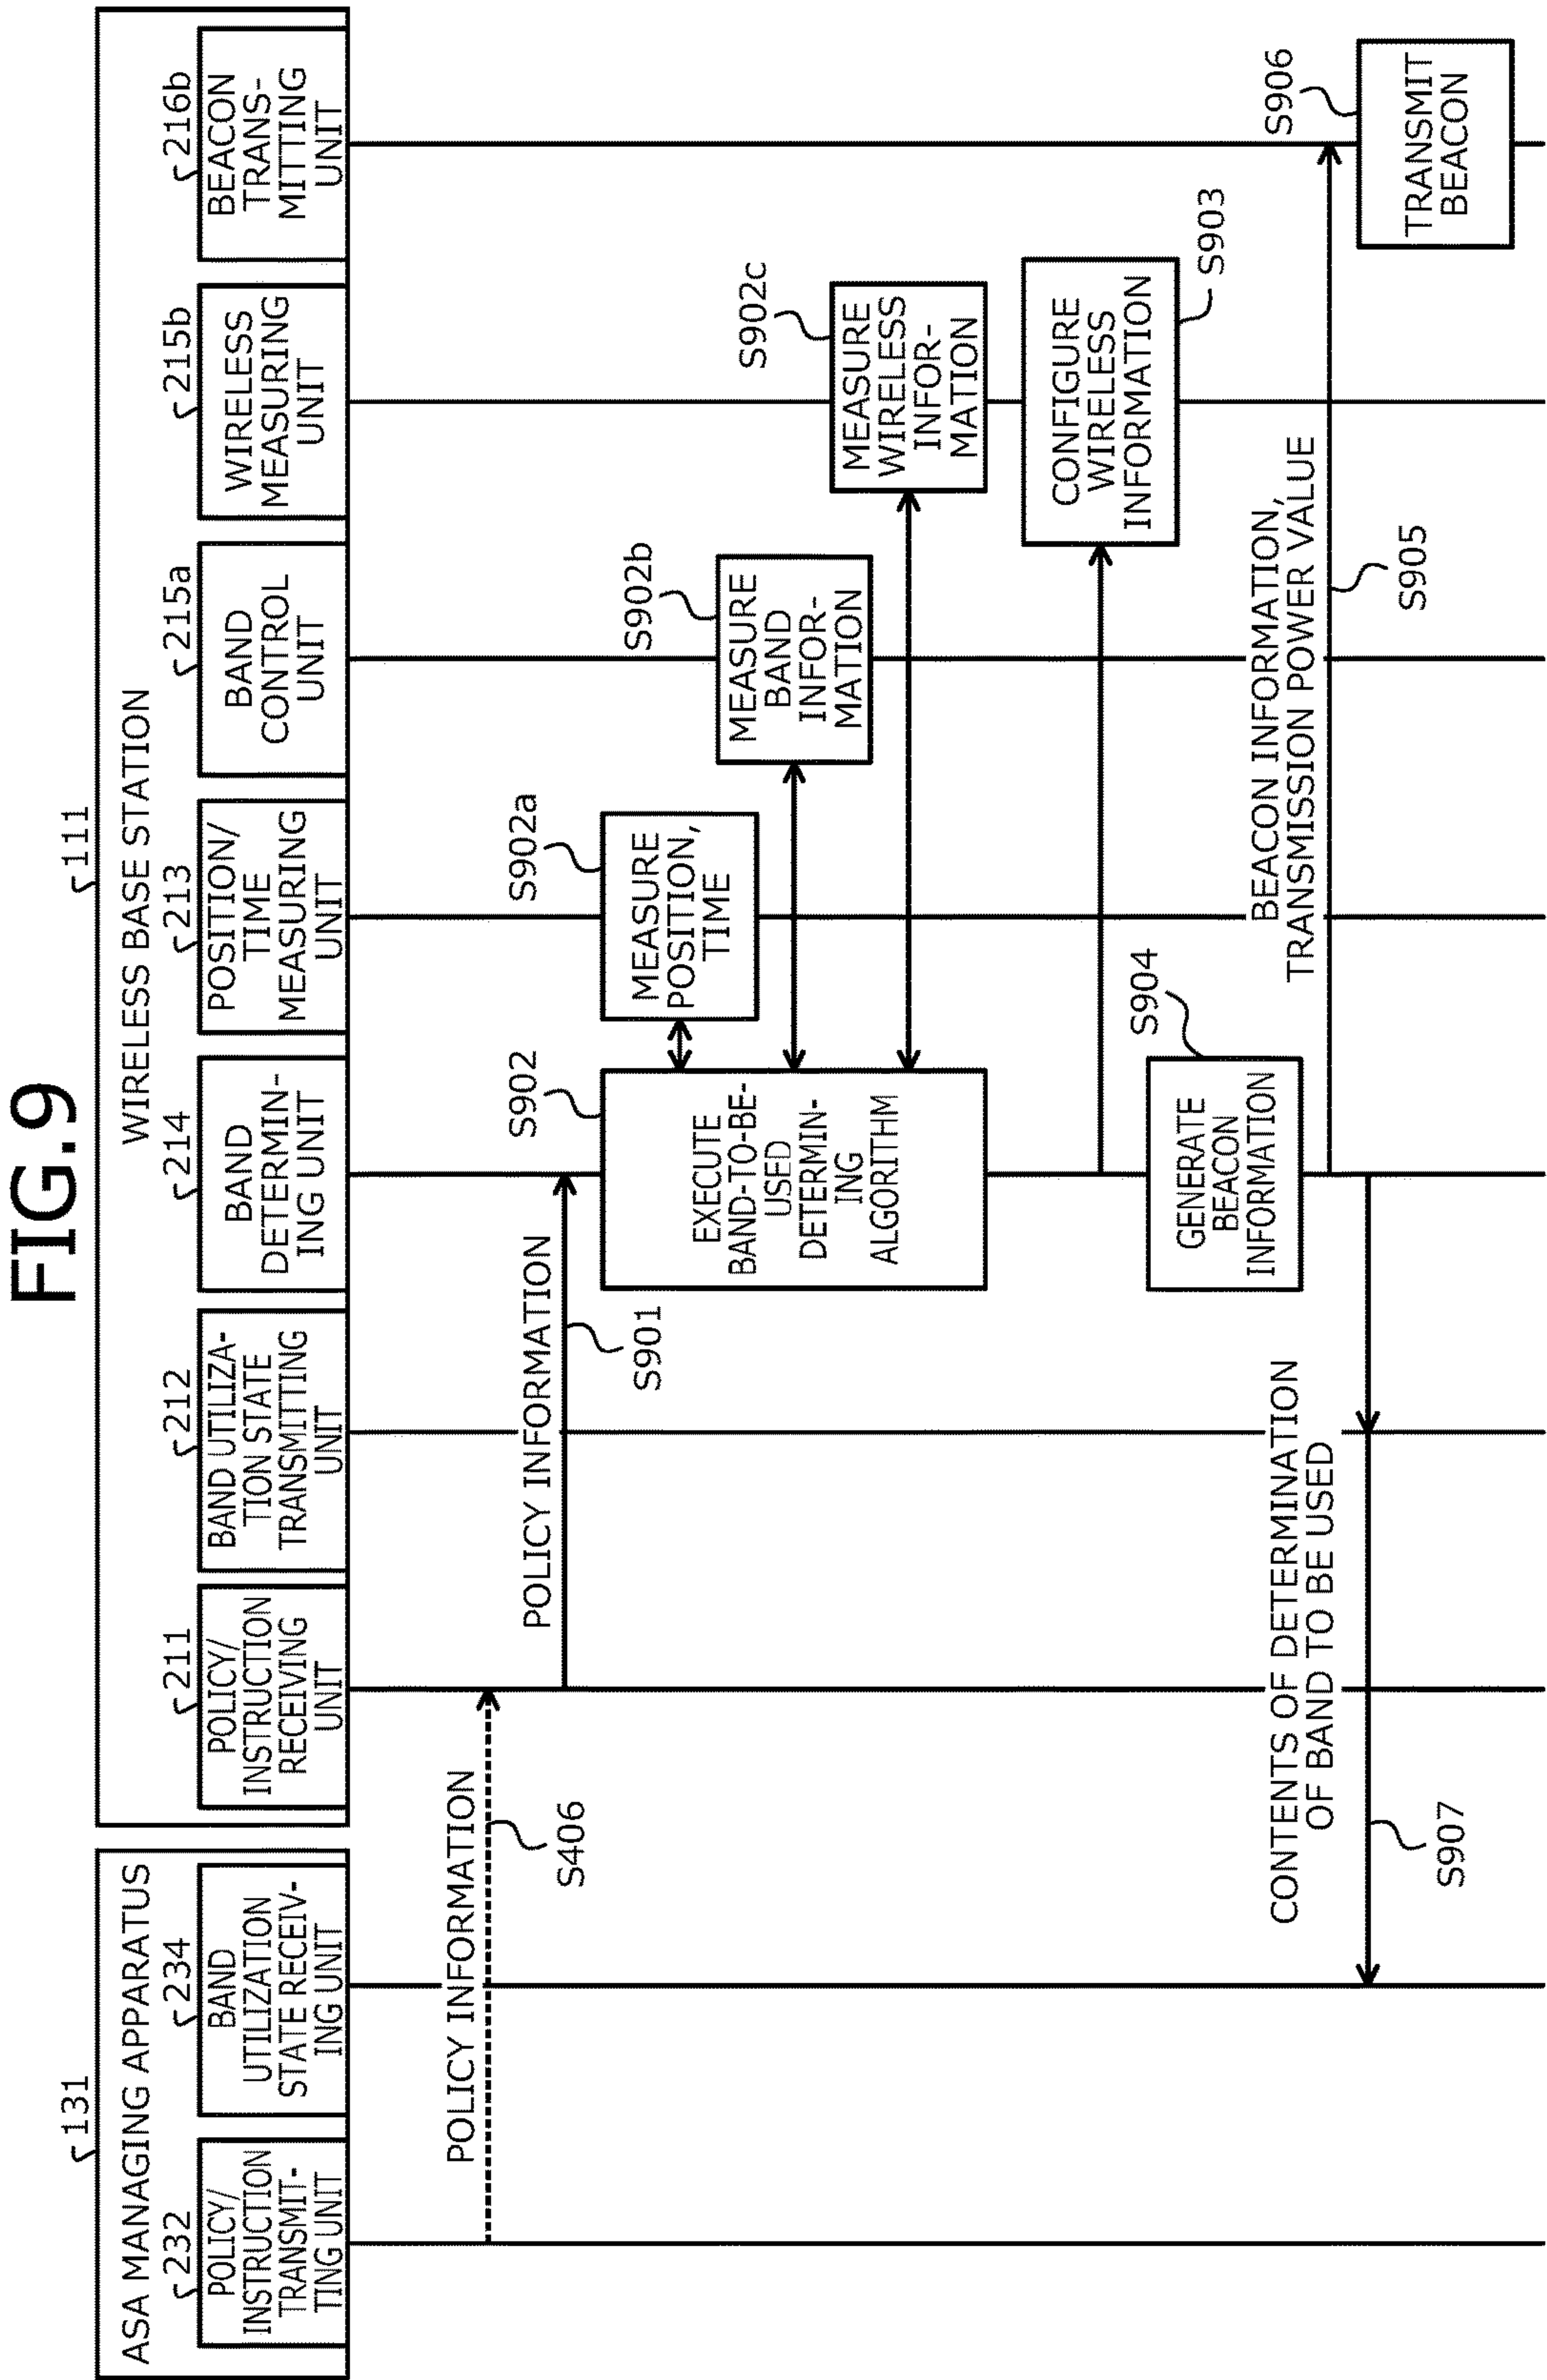 FIG.9
131
ASA MANAGING APPARATUS
232
POLICY/
INSTRUCTION
TRANSMIT-
TING UNIT
234
BAND
UTILIZATION
STATE RECEIV-
ING UNIT
111
WIRELESS BASE STATION
211
POLICY/
INSTRUCTION
RECEIVING
UNIT
212
BAND UTILIZA-
TION STATE
TRANSMITTING
UNIT
214
BAND
DETERMIN-
ING UNIT
213
POSITION/
TIME
MEASURING
UNIT
215a
BAND
CONTROL
UNIT
215b
WIRELESS
MEASURING
UNIT
216b
BEACON
TRANS-
MITTING
UNIT
POLICY INFORMATION
S406
POLICY INFORMATION
S901
S902
EXECUTE
BAND-TO-BE-
USED
DETERMIN-
ING
ALGORITHM
S902a
MEASURE
POSITION,
TIME
S902b
MEASURE
BAND
INFOR-
MATION
S902c
MEASURE
WIRELESS
INFOR-
MATION
CONFIGURE
WIRELESS
INFORMATION
S903
S904
GENERATE
BEACON
INFORMATION
BEACON INFORMATION,
TRANSMISSION POWER VALUE
S905
S906
TRANSMIT
BEACON
CONTENTS OF DETERMINATION
OF BAND TO BE USED
S907